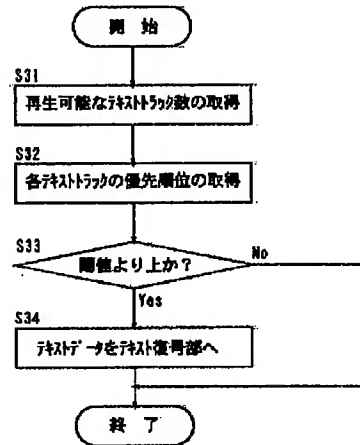 開 始
S31
再生可能なテキストトラック数の取得
S32
各テキストトラックの優先順位の取得
S33
閾値より上か?
No
Yes
S34
テキストデータをテキスト復号部へ
終 了